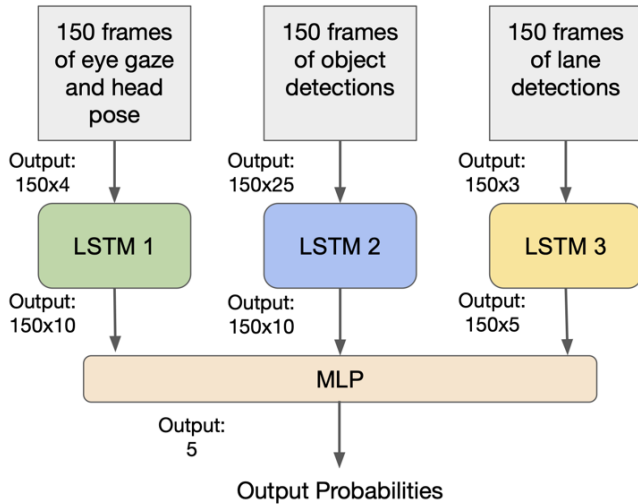 150 frames
of eye gaze
and head
pose
150 frames
of object
detections
150 frames
of lane
detections
Output:
150x4
Output:
150x25
Output:
150x3
LSTM 1
LSTM 2
LSTM 3
Output:
150x10
Output:
150x10
Output:
150x5
MLP
Output:
5
Output Probabilities